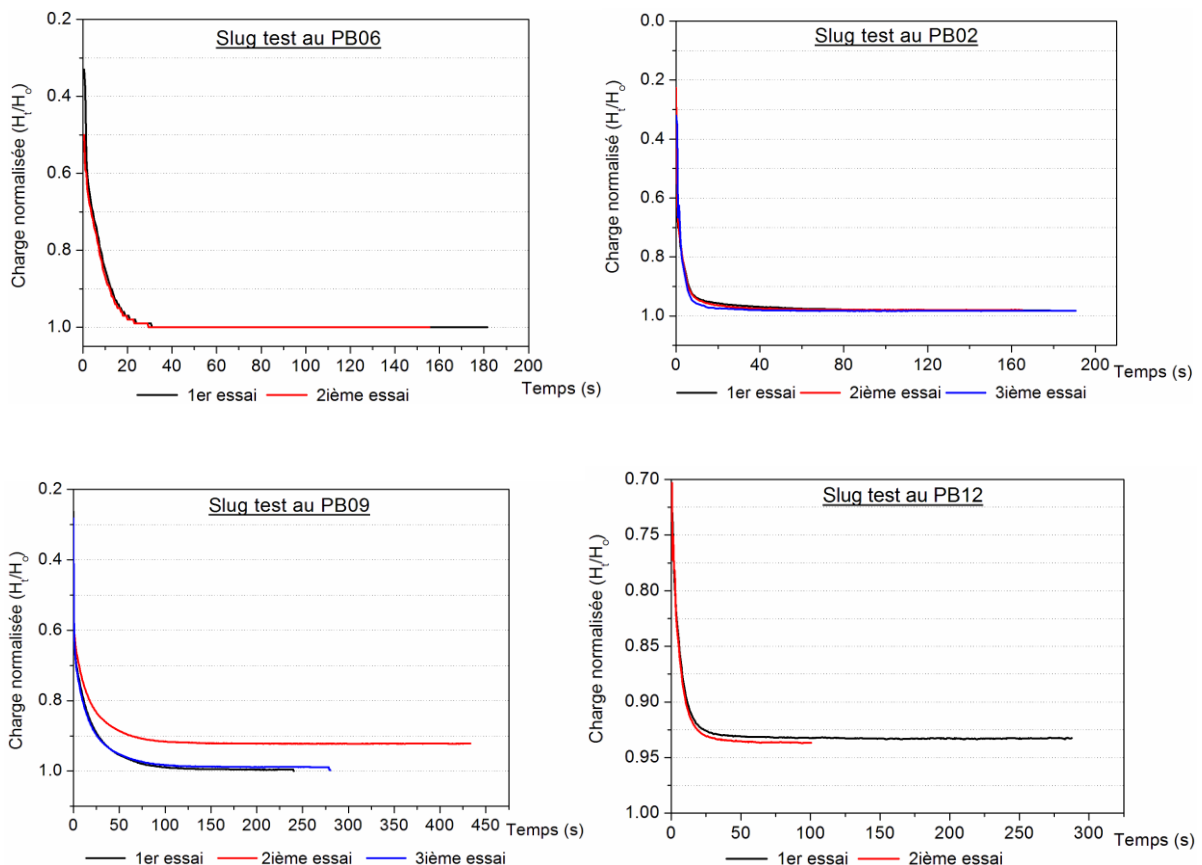 Slug test au PB06
Charge normalisée (Ht/Ho)
0.2
0.4
0.6
0.8
1.0
0 20 40 60 80 100 120 140 160 180 200
Temps (s)
1er essai 2ième essai
Slug test au PB02
Charge normalisée (Ht/Ho)
0.0
0.2
0.4
0.6
0.8
1.0
0 40 80 120 160 200
Temps (s)
1er essai 2ième essai 3ième essai
Slug test au PB09
Charge normalisée (Ht/Ho)
0.2
0.4
0.6
0.8
1.0
0 50 100 150 200 250 300 350 400 450
Temps (s)
1er essai 2ième essai 3ième essai
Slug test au PB12
Charge normalisée (Ht/Ho)
0.70
0.75
0.80
0.85
0.90
0.95
1.00
0 50 100 150 200 250 300
Temps (s)
1er essai 2ième essai